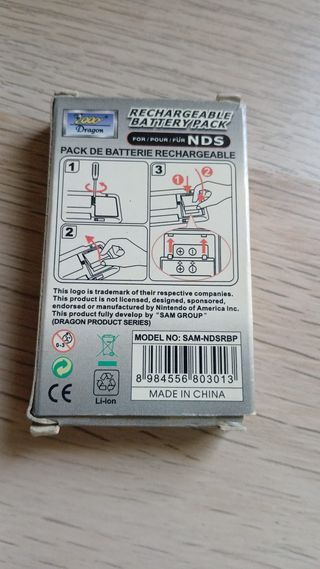 2000
Dragon
RECHARGEABLE
BATTERY PACK
FOR/POUR/FÜR NDS
PACK DE BATTERIE RECHARGEABLE
1
3
1
2
2
This logo is trademark of their respective companies.
This product is not licensed, designed, sponsored,
endorsed or manufactured by Nintendo of America Inc.
This product fully develop by "SAM GROUP"
(DRAGON PRODUCT SERIES)
0-3
MODEL NO: SAM-NDSRBP
8 984556 803013
CE
Li-ion
MADE IN CHINA